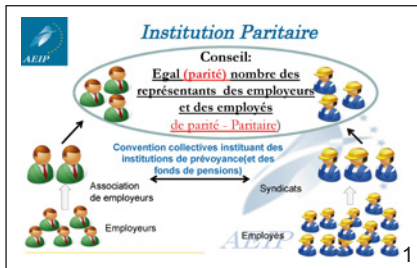 AEIP
Institution Paritaire
Conseil:
Egal (parité) nombre des
représentants des employeurs
et des employés
de parité - Paritaire)
Convention collectives instituant des
institutions de prévoyance(et des
fonds de pensions)
Association
de employeurs
Syndicats
Employeurs
Employés
AEIP
1